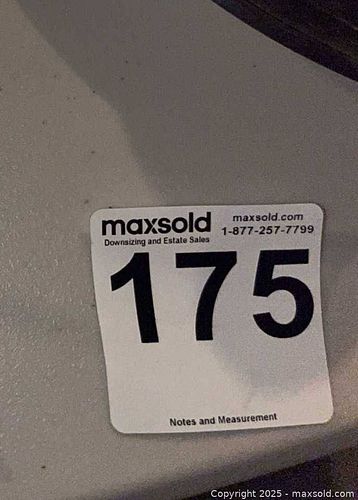 maxsold
maxsold.com
Downsizing and Estate Sales
1-877-257-7799
175
Notes and Measurement
Copyright © 2025 - maxsold.com